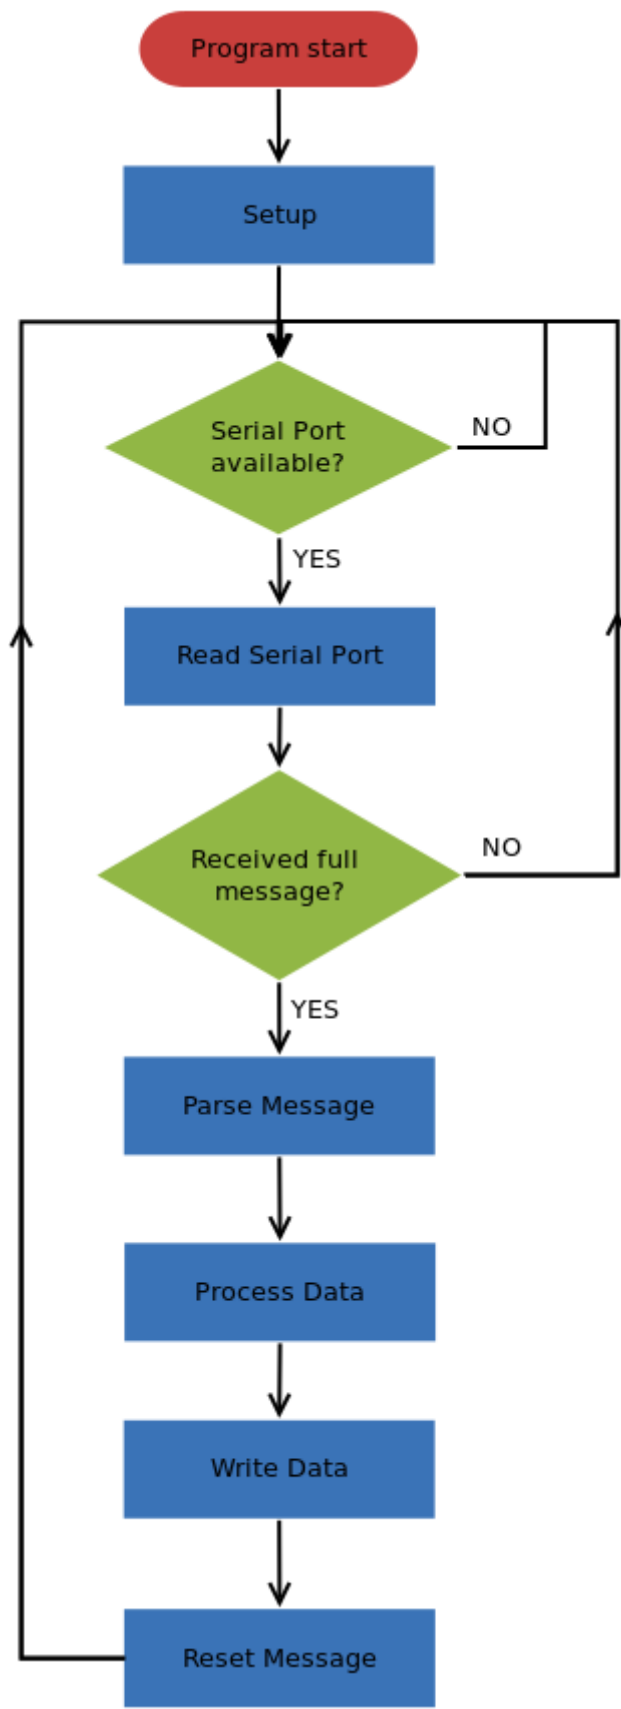 Program start
Setup
Serial Port
available?
NO
YES
Read Serial Port
Received full
message?
NO
YES
Parse Message
Process Data
Write Data
Reset Message